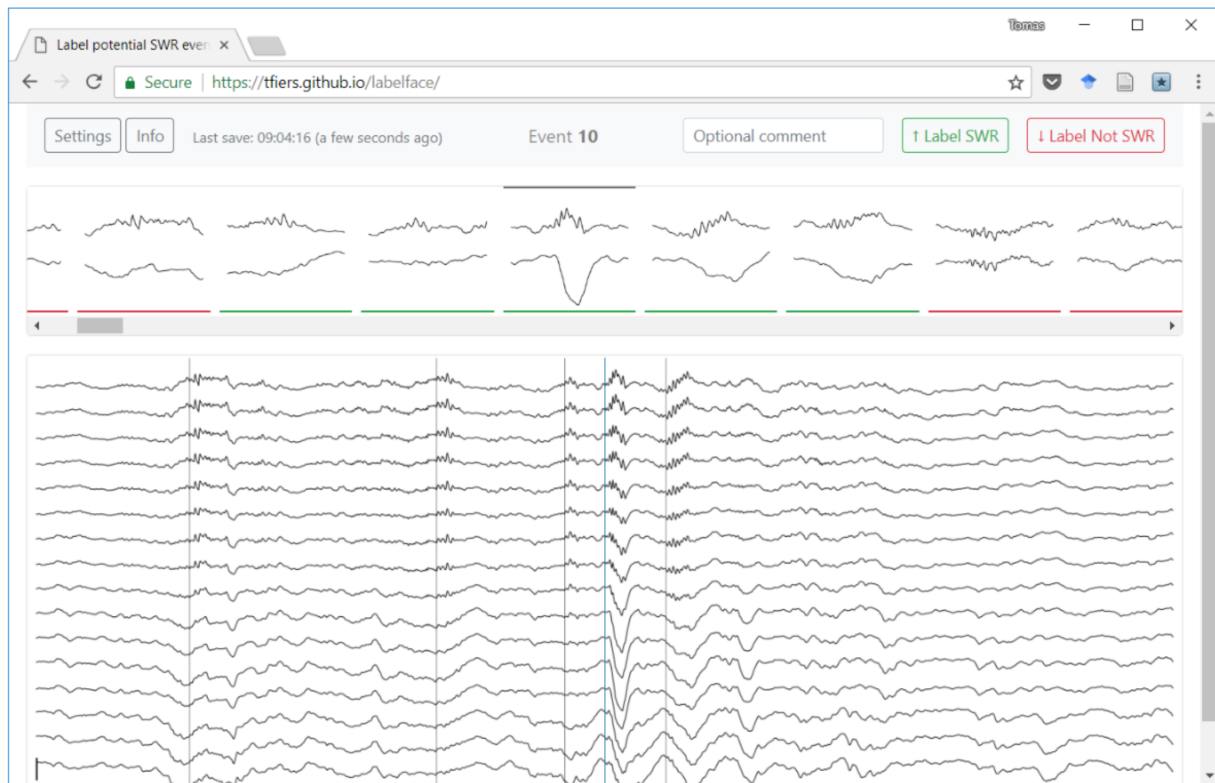 Tomas
Label potential SWR even
Secure | https://tfiers.github.io/labelface/
Settings Info Last save: 09:04:16 (a few seconds ago) Event 10 Optional comment ↑ Label SWR ↓ Label Not SWR